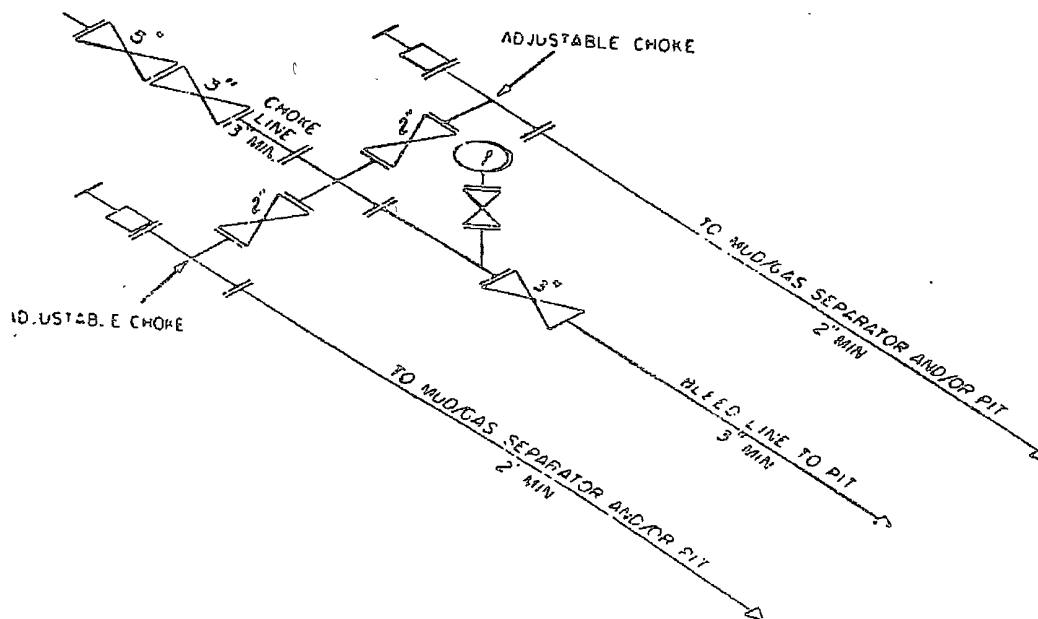 ADJUSTABLE CHOKE
3"
CHOKE
LINE
3" MIN.
2"
P
2"
3"
ADJUSTABLE CHOKE
TO MUD/GAS SEPARATOR AND/OR PIT
2" MIN
BLEED LINE TO PIT
3" MIN
TO MUD/GAS SEPARATOR AND/OR PIT
2" MIN